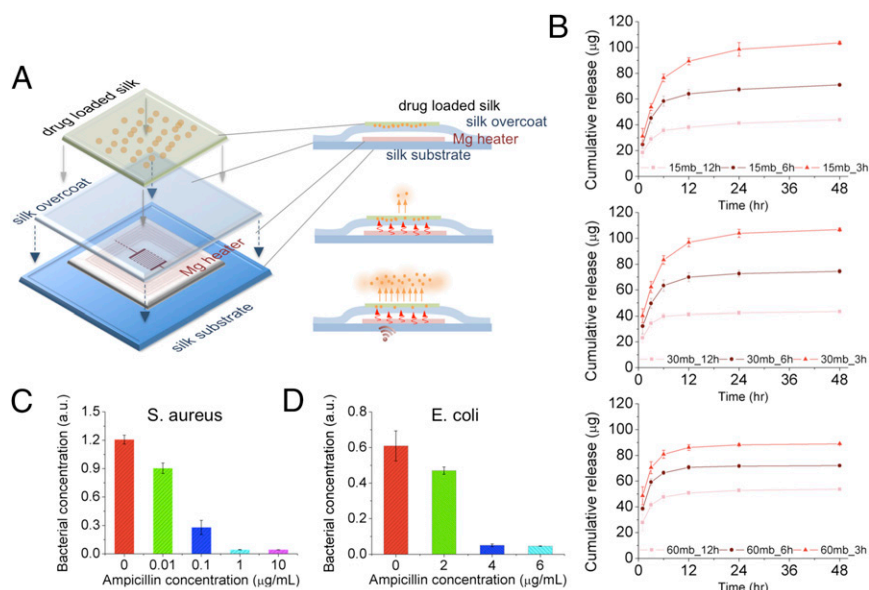 A
drug loaded silk
silk overcoat
Mg heater
silk substrate
drug loaded silk
silk overcoat
Mg heater
silk substrate
B
Cumulative release (μg)
100
80
60
40
20
0
15mb_12h 15mb_6h 15mb_3h
0 12 24 36 48
Time (hr)
Cumulative release (μg)
120
100
80
60
40
20
0
30mb_12h 30mb_6h 30mb_3h
0 12 24 36 48
Time (hr)
Cumulative release (μg)
120
100
80
60
40
20
0
60mb_12h 60mb_6h 60mb_3h
0 12 24 36 48
Time (hr)
C
S. aureus
Bacterial concentration (a.u.)
1.5
1.2
0.9
0.6
0.3
0.0
0 0.01 0.1 1 10
Ampicillin concentration (μg/mL)
D
E. coli
Bacterial concentration (a.u.)
0.8
0.6
0.4
0.2
0.0
0 2 4 6
Ampicillin concentration (μg/mL)